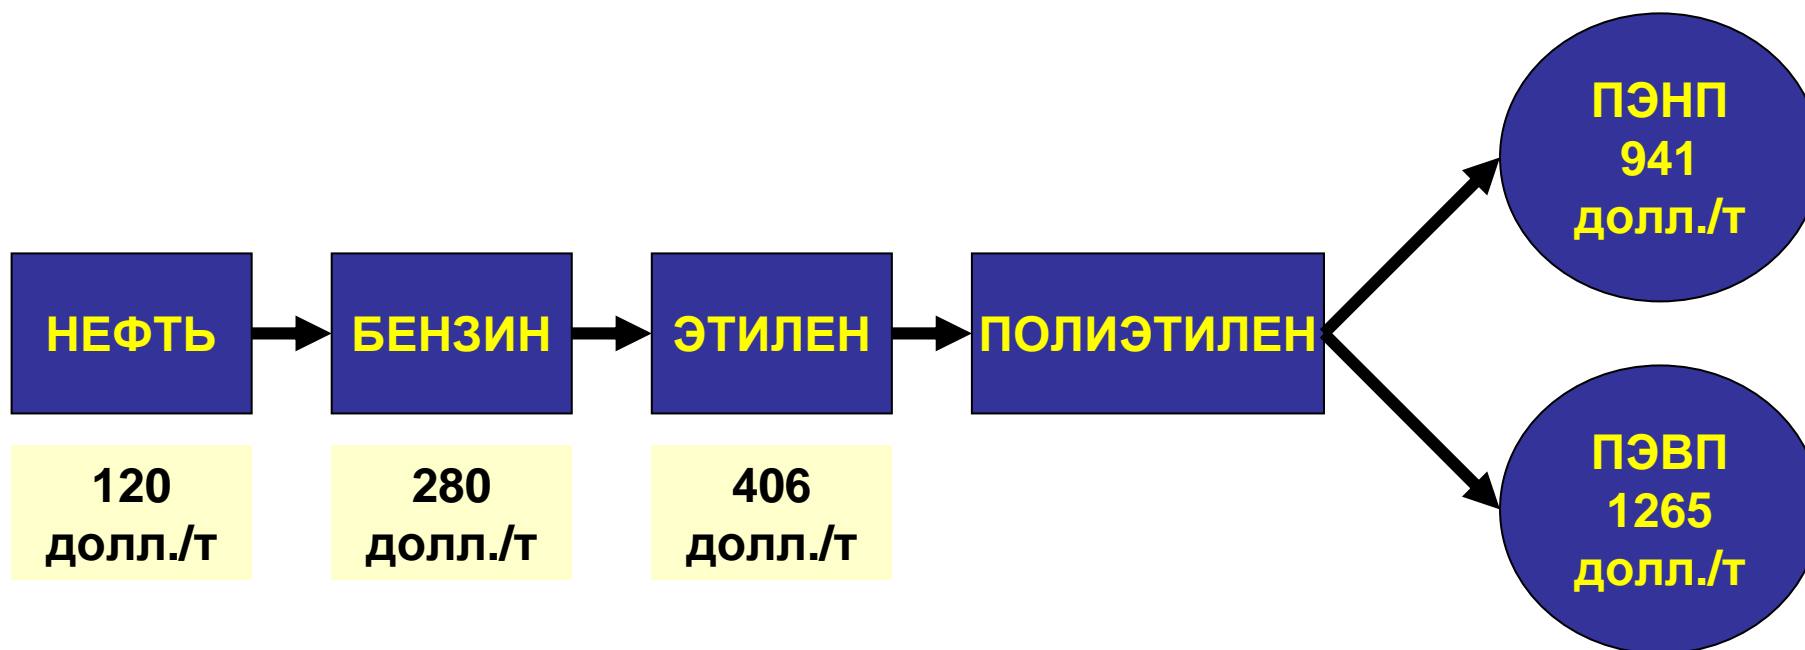 НЕФТЬ
120
долл./т
БЕНЗИН
280
долл./т
ЭТИЛЕН
406
долл./т
ПОЛИЭТИЛЕН
ПЭНП
941
долл./т
ПЭВП
1265
долл./т